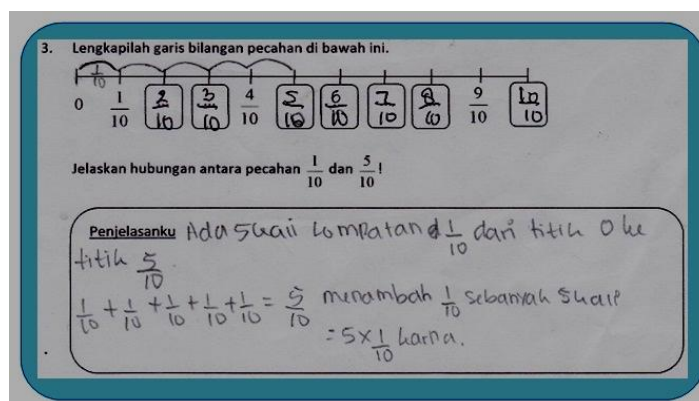 3. Lengkapilah garis bilangan pecahan di bawah ini.
1/10
0 1/10 2/10 3/10 4/10 5/10 6/10 7/10 8/10 9/10 10/10
Jelaskan hubungan antara pecahan 1/10 dan 5/10!
Penjelasanku Ada 5 kali lompatan 1/10 dari titik 0 ke
titik 5/10
1/10 + 1/10 + 1/10 + 1/10 + 1/10 = 5/10 menambah 1/10 sebanyak 5 kali
= 5 x 1/10 karna.